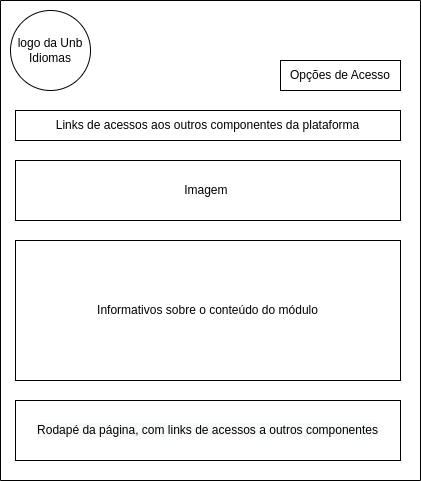 logo da Unb
Idiomas
Opções de Acesso
Links de acessos aos outros componentes da plataforma
Imagem
Informativos sobre o conteúdo do módulo
Rodapé da página, com links de acessos a outros componentes